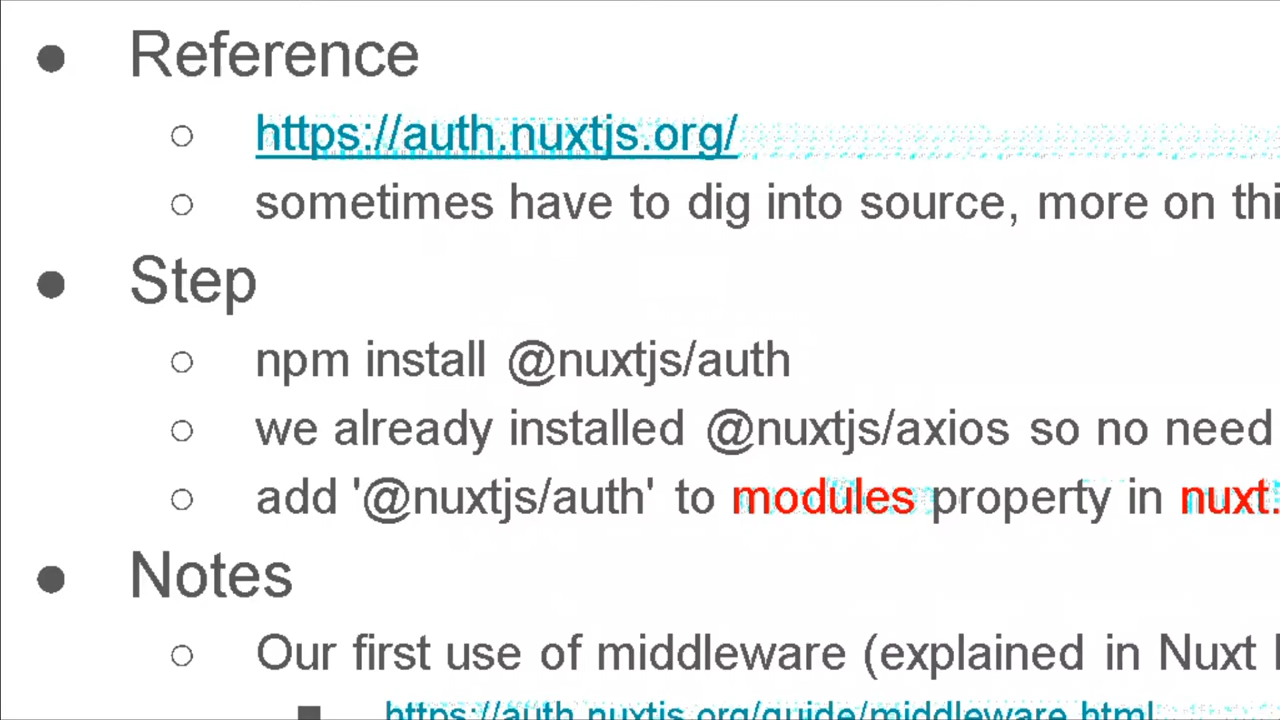 ● Reference
○ https://auth.nuxtjs.org/
○ sometimes have to dig into source, more on thi
● Step
○ npm install @nuxtjs/auth
○ we already installed @nuxtjs/axios so no need
○ add '@nuxtjs/auth' to modules property in nuxt.
● Notes
○ Our first use of middleware (explained in Nuxt
■ https://auth.nuxtjs.org/guide/middleware.html